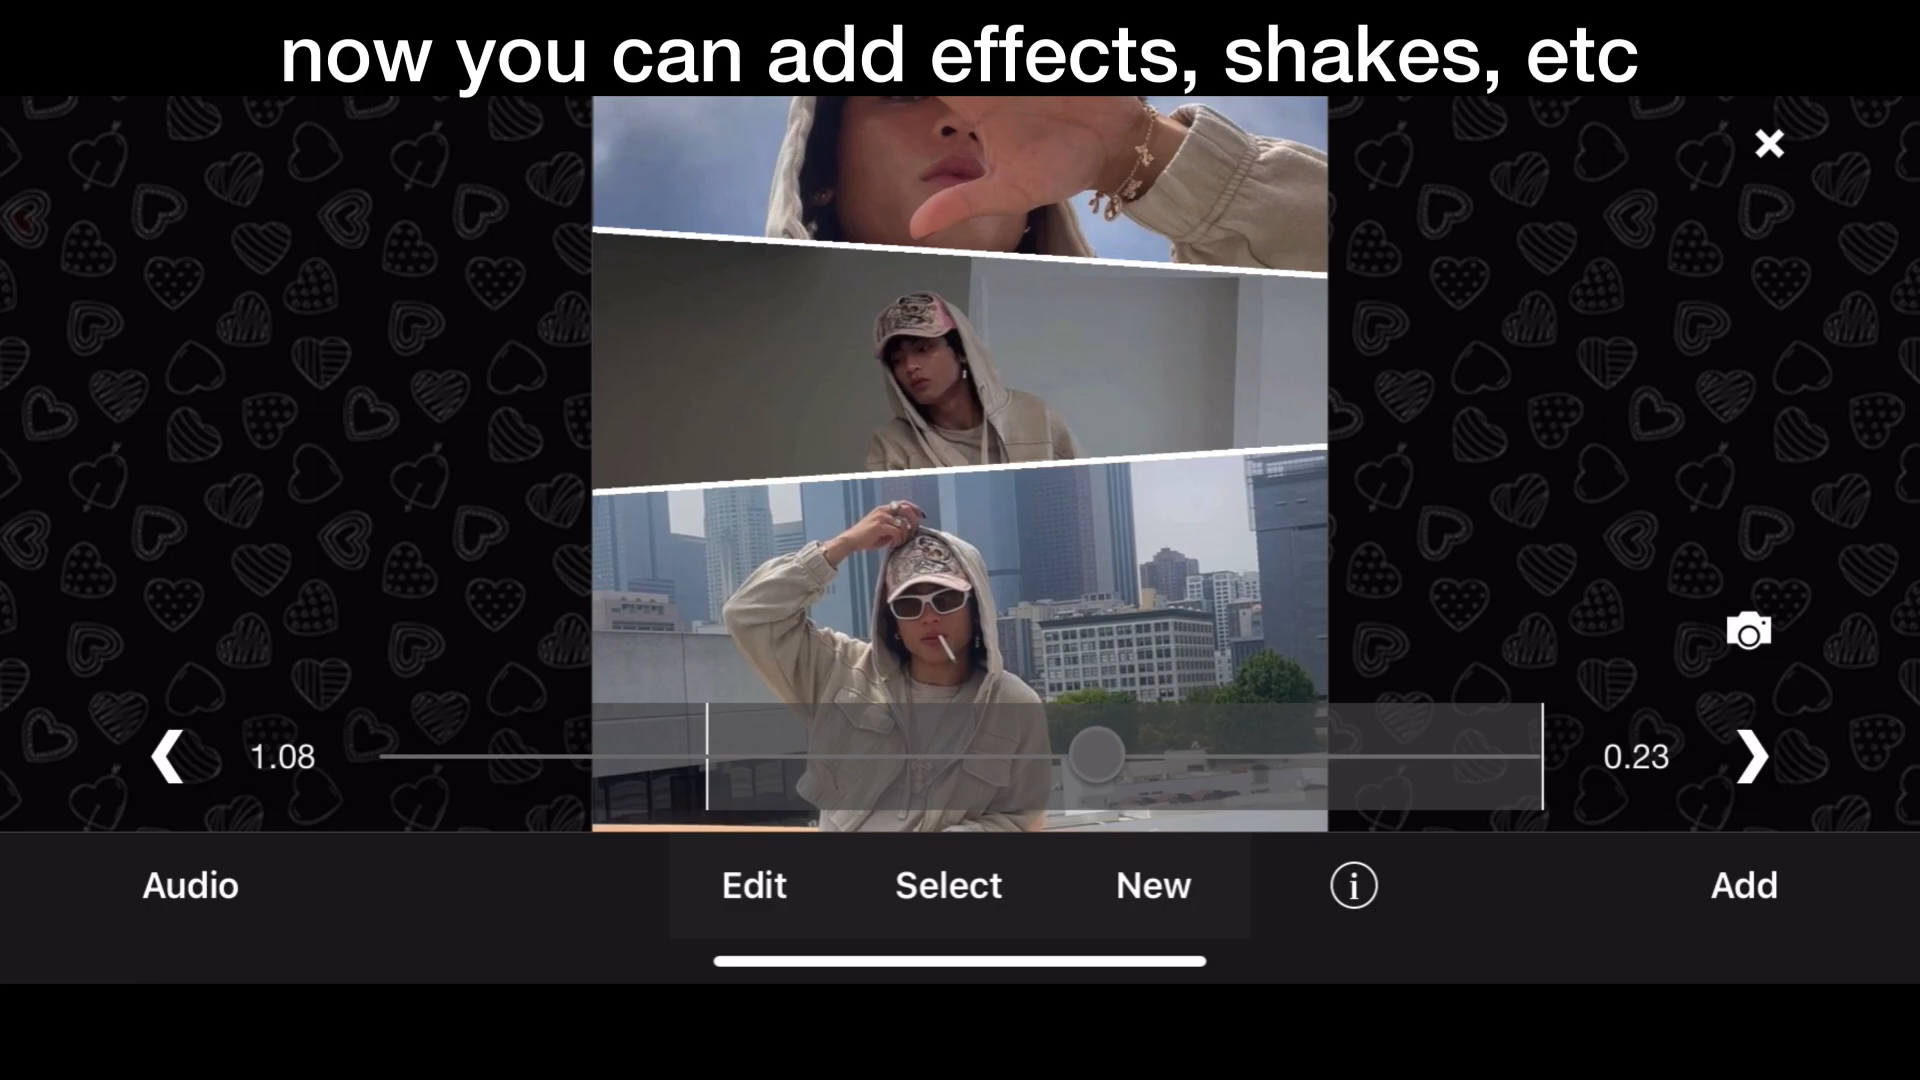 now you can add effects, shakes, etc
1.08
0.23
Audio
Edit
Select
New
i
Add